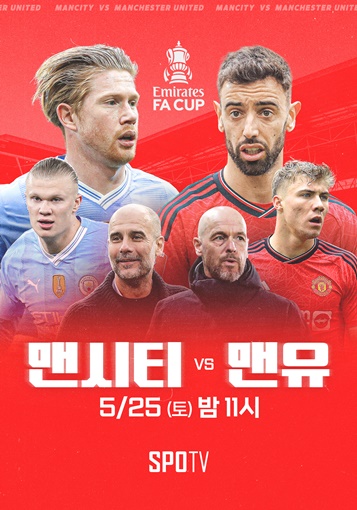 MANCITY VS MANCHESTER UNITED MANCITY VS MANCHESTER UNITED
Emirates
FA CUP
맨시티 VS 맨유
5/25 (토) 밤 11시
SPOTV